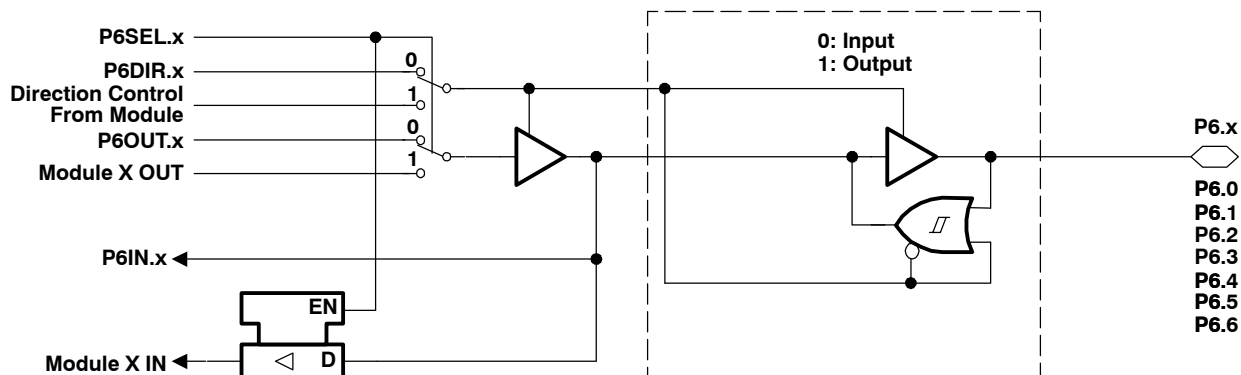 P6SEL.x
P6DIR.x
0
Direction Control
From Module
1
P6OUT.x
0
Module X OUT
1
P6IN.x
EN
Module X IN
D
0: Input
1: Output
P6.x
P6.0
P6.1
P6.2
P6.3
P6.4
P6.5
P6.6